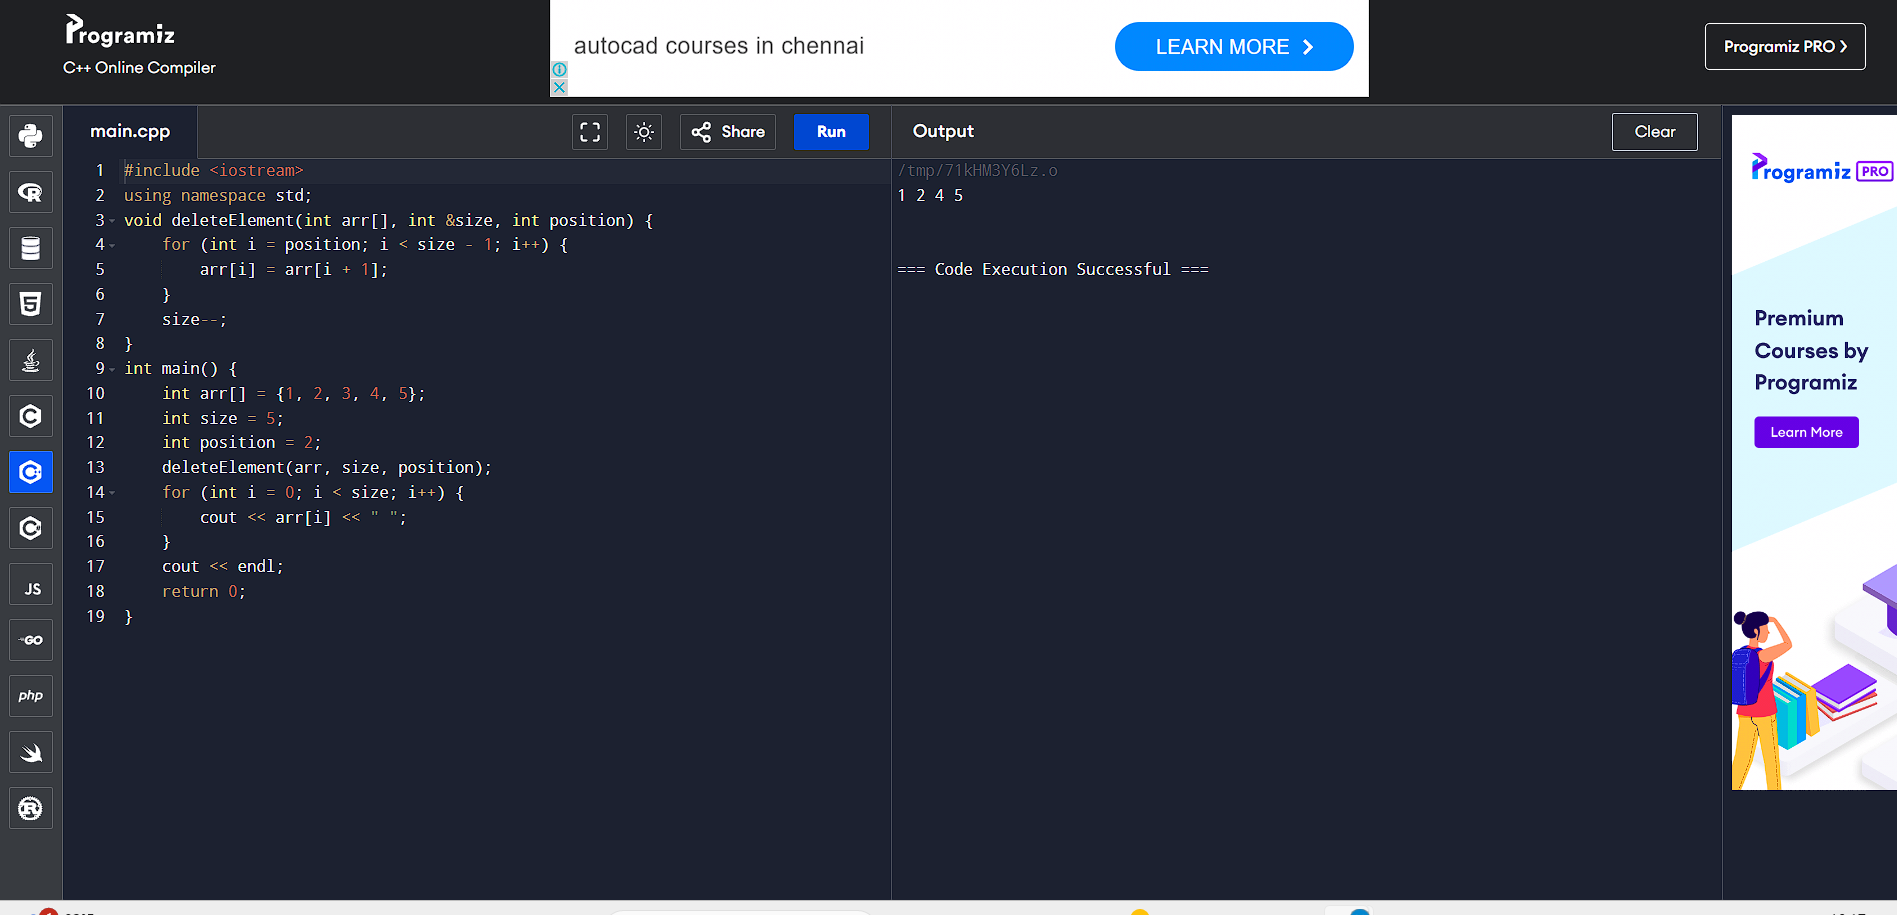 Programiz
C++ Online Compiler
autocad courses in chennai
LEARN MORE
Programiz PRO
main.cpp
Share
Run
Output
Clear
1 #include <iostream>
2 using namespace std;
3 void deleteElement(int arr[], int &size, int position) {
4     for (int i = position; i < size - 1; i++) {
5         arr[i] = arr[i + 1];
6     }
7     size--;
8 }
9 int main() {
10     int arr[] = {1, 2, 3, 4, 5};
11     int size = 5;
12     int position = 2;
13     deleteElement(arr, size, position);
14     for (int i = 0; i < size; i++) {
15         cout << arr[i] << " ";
16     }
17     cout << endl;
18     return 0;
19 }
/tmp/71kHM3Y6Lz.o
1 2 4 5
=== Code Execution Successful ===
JS
GO
php
Programiz PRO
Premium
Courses by
Programiz
Learn More